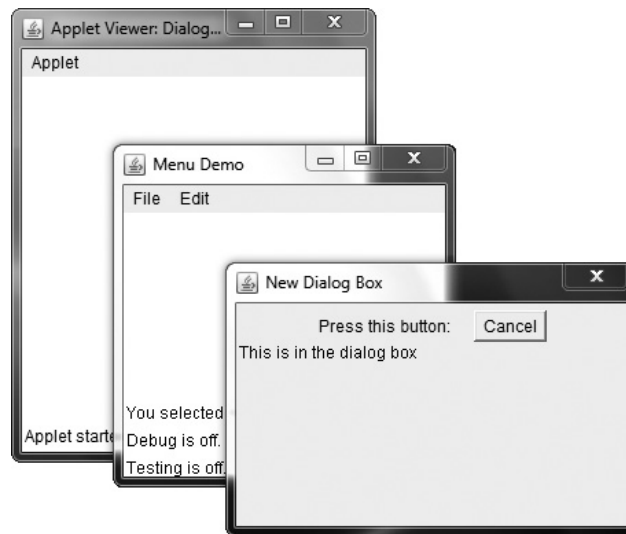 Applet Viewer: Dialog...
Applet
Menu Demo
File Edit
New Dialog Box
Press this button: Cancel
This is in the dialog box
You selected
Applet starte
Debug is off.
Testing is off.